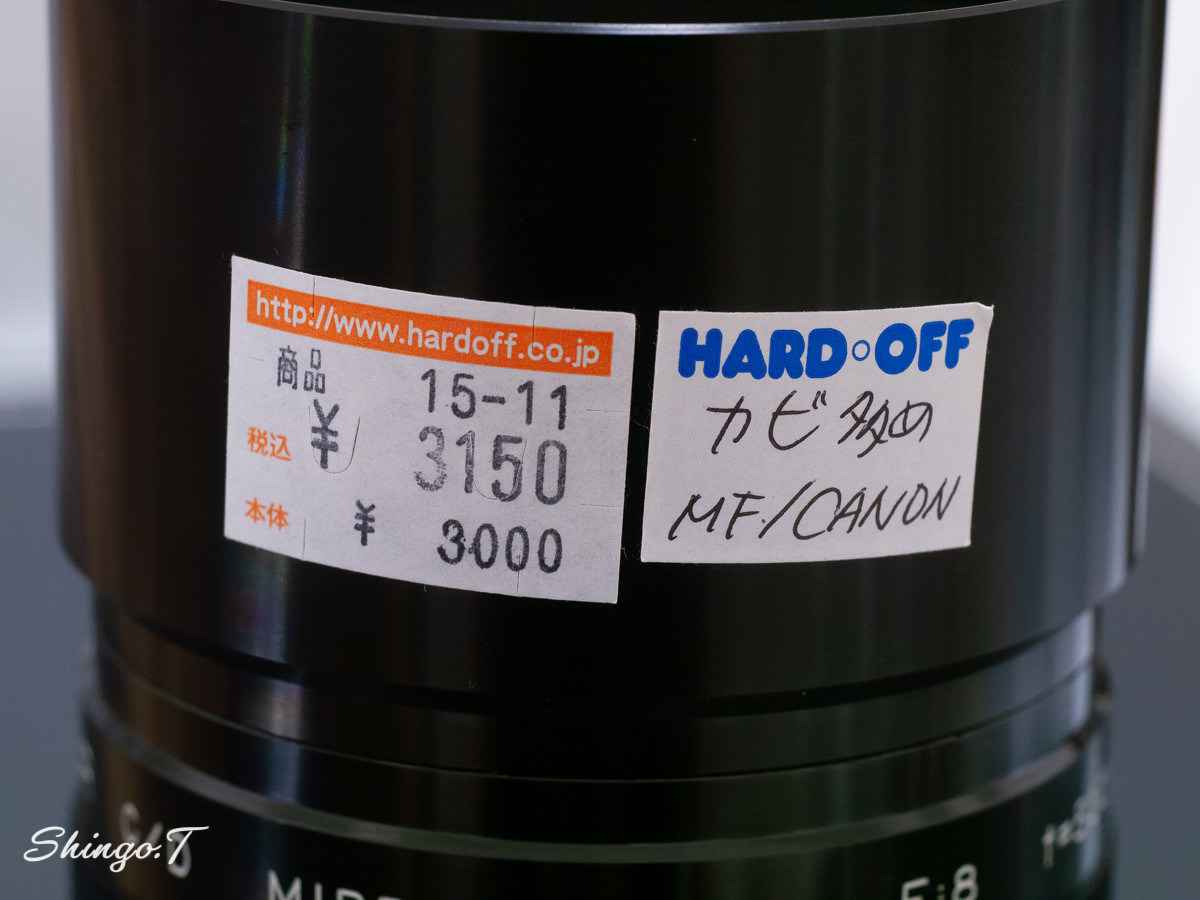 http://www.hardoff.co.jp
商品 15-11
税込 ¥ 3150
本体 ¥ 3000
HARD OFF
カビ多め
MF/CANON
F:8
Shingo.T